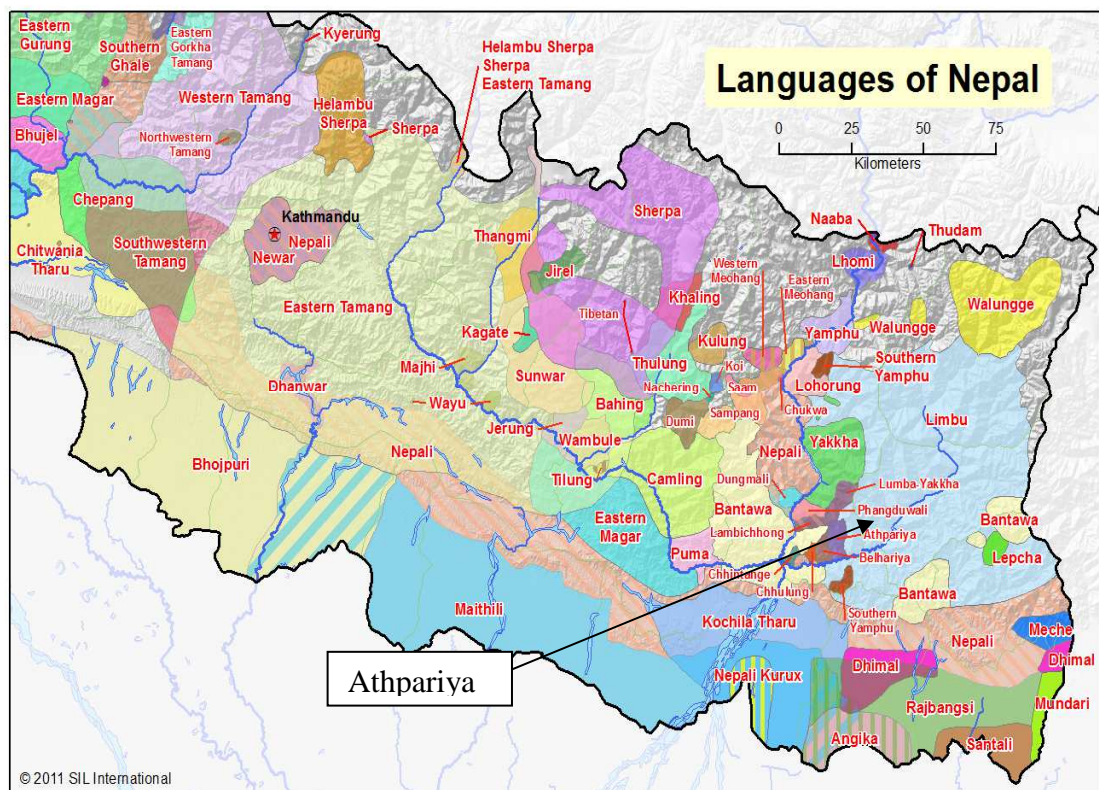 Languages of Nepal
0 25 50 75
Kilometers
Eastern
Gurung
Southern
Ghale
Eastern
Gorkha
Tamang
Kyerung
Helambu Sherpa
Sherpa
Eastern Tamang
Western Tamang
Eastern Magar
Helambu
Sherpa
Sherpa
Bhujel
Northwestern
Tamang
Chepang
Kathmandu
Nepali
Newar
Southwestern
Tamang
Chitwania
Tharu
Thangmi
Sherpa
Naaba
Thudam
Lhomi
Jirel
Western
Meohang
Eastern
Meohang
Walungge
Eastern Tamang
Khaling
Tibetan
Yamphu
Walungge
Kagate
Kulung
Thulung
Koi
Southern
Yamphu
Majhi
Sunwar
Nachering
Saam
Lohorung
Dhanwar
Wayu
Bahing
Dumi
Sampang
Chukwa
Limbu
Jerung
Wambule
Nepali
Yakkha
Nepali
Bhojpuri
Tilung
Camling
Dungmali
Lumba-Yakkha
Bantawa
Phangduwali
Bantawa
Eastern
Magar
Lambichhong
Athpariya
Puma
Belhariya
Lepcha
Chhintange
Chhulung
Bantawa
Maithili
Kochila Tharu
Southern
Yamphu
Nepali
Meche
Athpariya
Nepali Kurux
Dhimal
Dhimal
Rajbangsi
Mundari
Angika
Santali
© 2011 SIL International